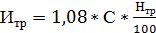 Итр = 1,08 * С * Нтр/100